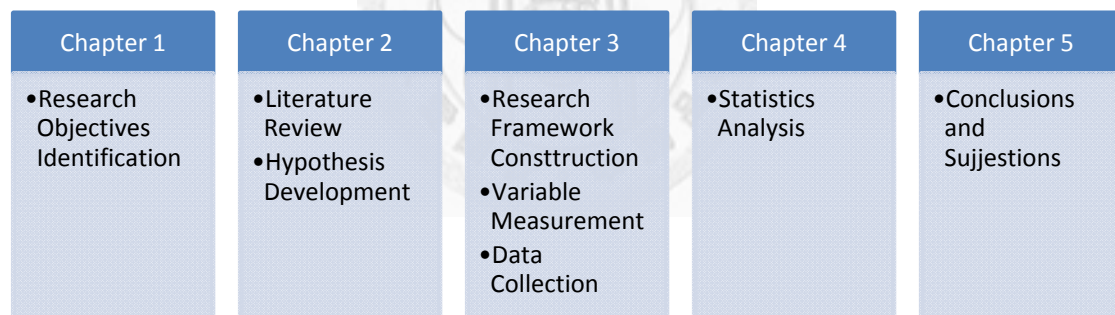 Chapter 1
•Research
Objectives
Identification
Chapter 2
•Literature
Review
•Hypothesis
Development
Chapter 3
•Research
Framework
Consttruction
•Variable
Measurement
•Data
Collection
Chapter 4
•Statistics
Analysis
Chapter 5
•Conclusions
and
Sujjestions